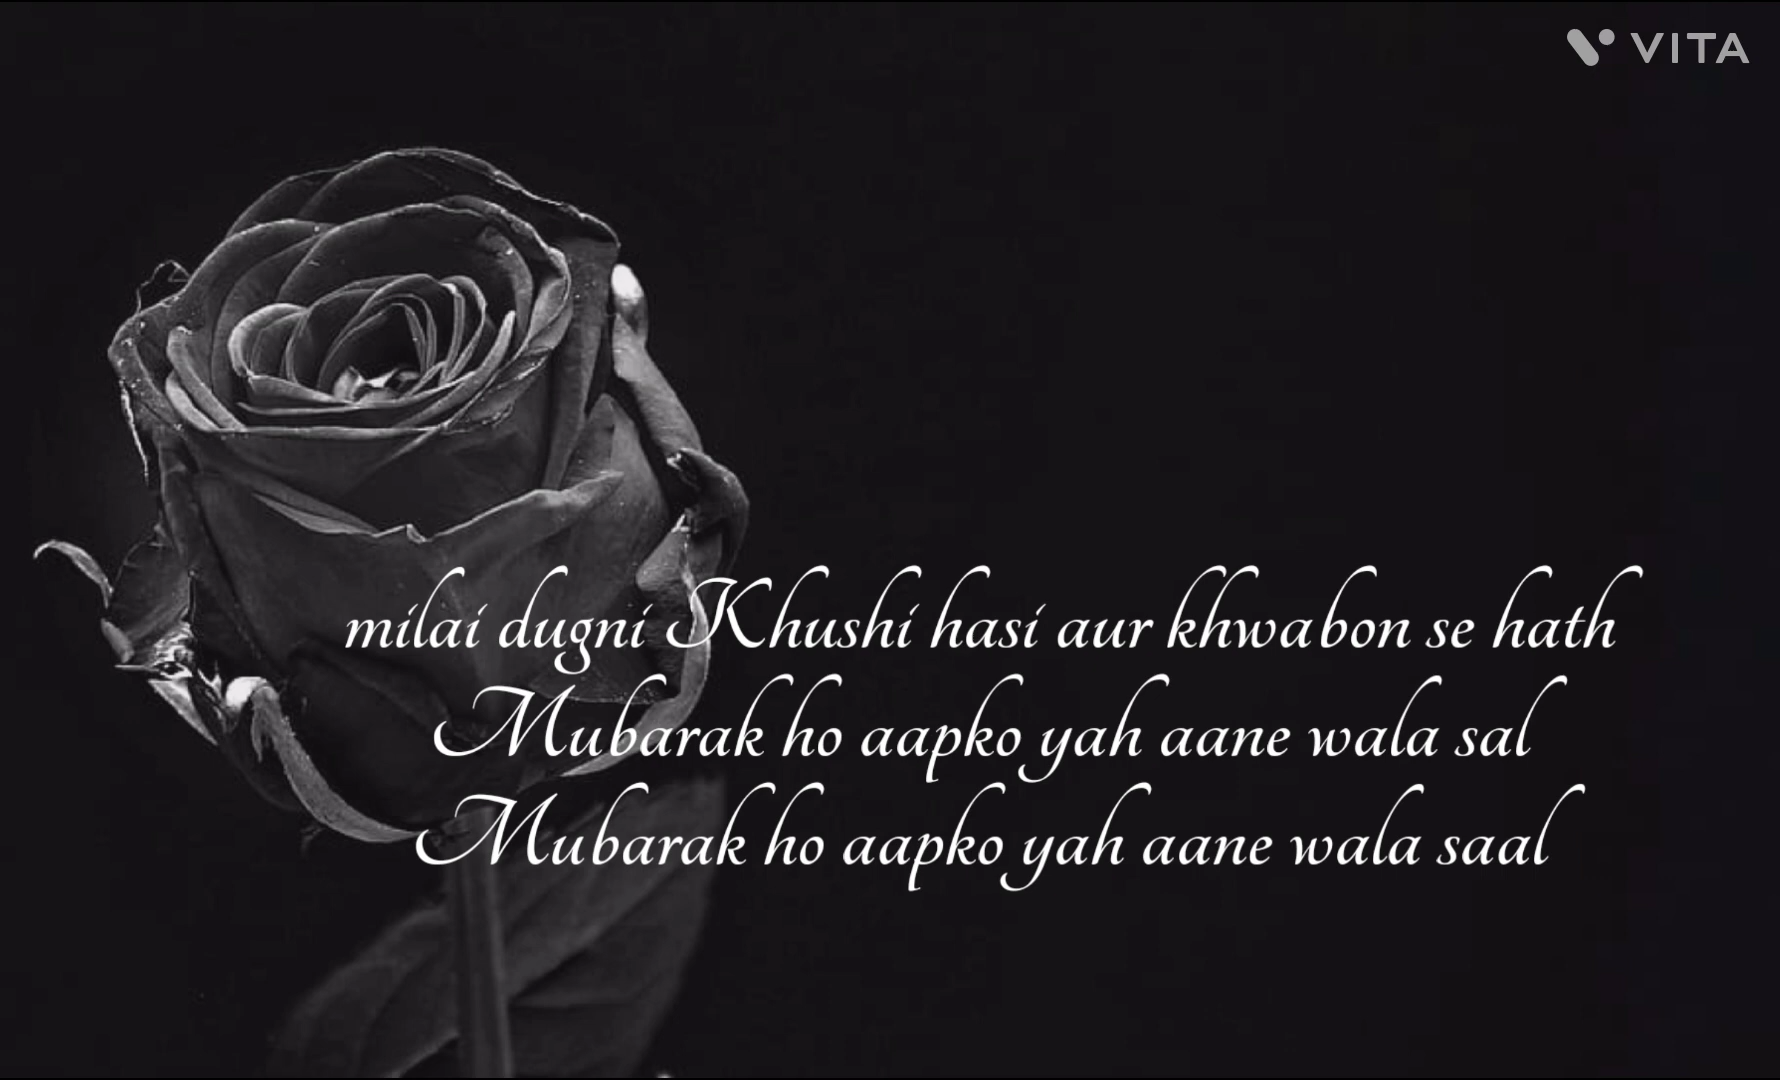 VITA
milai dugni Khushi hasi aur khwabon se hath
Mubarak ho aapko yah aane wala sal
Mubarak ho aapko yah aane wala saal